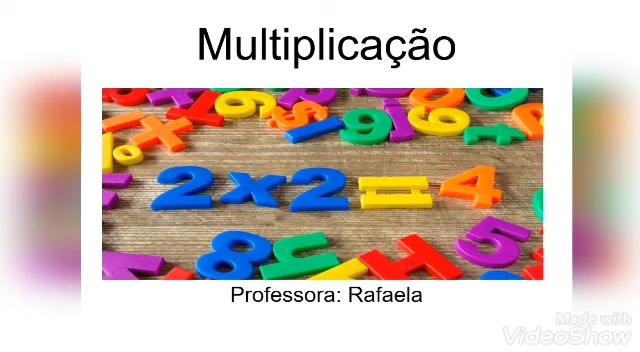 Multiplicação
2x2=4
Professora: Rafaela
Made with
VideoShow